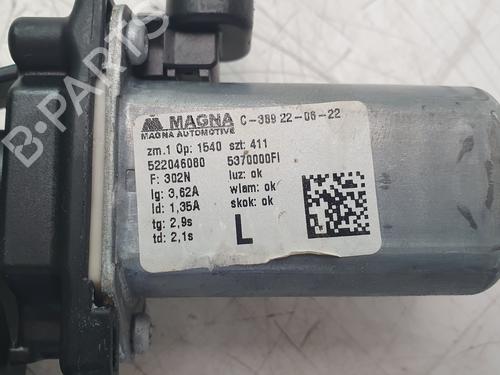 B-PARTS
MAGNA C-369 22-06-22
MAGNA AUTOMOTIVE
zm.1 Op: 1540 szt: 411
522046080 5370000FI
F: 302N luz: ok
Ig: 3,62A wlam: ok
Id: 1,35A skok: ok
tg: 2,9s
td: 2,1s L